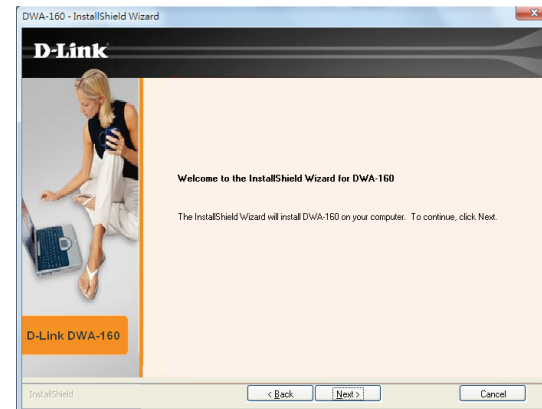 DWA-160 - InstallShield Wizard
D-Link
Welcome to the InstallShield Wizard for DWA-160
The InstallShield Wizard will install DWA-160 on your computer. To continue, click Next.
D-Link DWA-160
InstallShield
< Back
Next >
Cancel